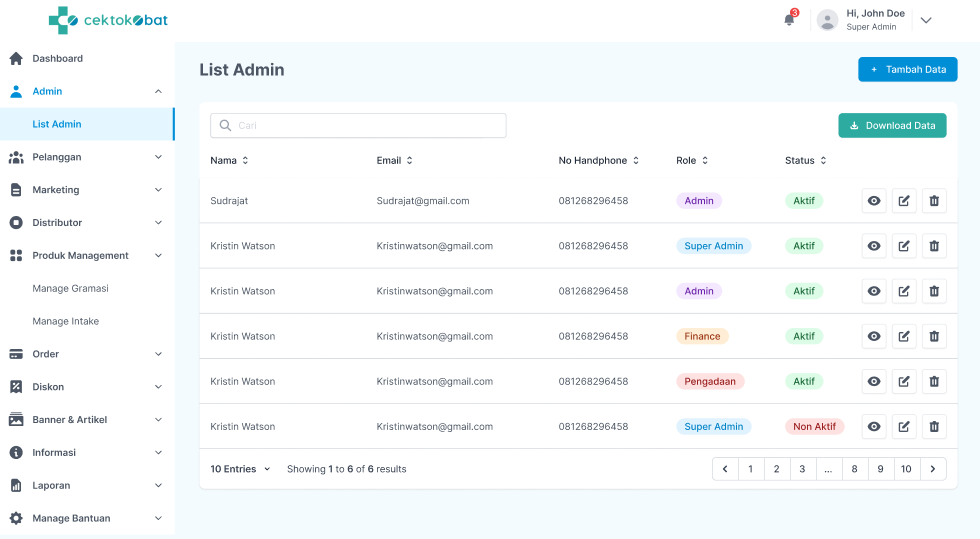 cektokobat
3
Hi, John Doe
Super Admin
Dashboard
Admin
List Admin
Pelanggan
Marketing
Distributor
Produk Management
Manage Gramasi
Manage Intake
Order
Diskon
Banner & Artikel
Informasi
Laporan
Manage Bantuan
List Admin
+ Tambah Data
Cari
Download Data
Nama Email No Handphone Role Status
Sudrajat Sudrajat@gmail.com 081268296458 Admin Aktif
Kristin Watson Kristinwatson@gmail.com 081268296458 Super Admin Aktif
Kristin Watson Kristinwatson@gmail.com 081268296458 Admin Aktif
Kristin Watson Kristinwatson@gmail.com 081268296458 Finance Aktif
Kristin Watson Kristinwatson@gmail.com 081268296458 Pengadaan Aktif
Kristin Watson Kristinwatson@gmail.com 081268296458 Super Admin Non Aktif
10 Entries Showing 1 to 6 of 6 results 1 2 3 ... 8 9 10